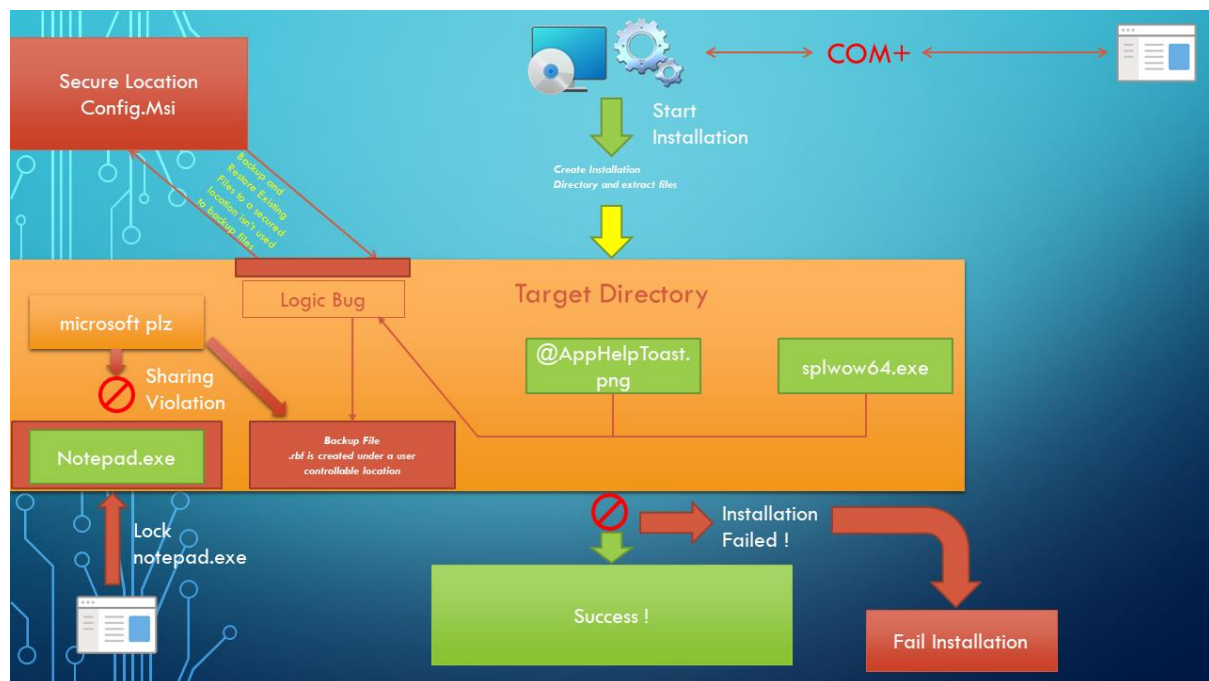 Secure Location
Config.Msi
COM+
Start
Installation
Create Installation
Directory and extract files
Backup and
Restore Existing
Files to a secured
location isn't used
to backup files
Logic Bug
Target Directory
microsoft plz
Sharing
Violation
@AppHelpToast.
png
splwow64.exe
Notepad.exe
Backup File
.rbf is created under a user
controllable location
Lock
notepad.exe
Installation
Failed !
Success !
Fail Installation